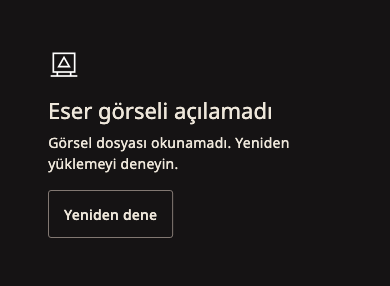 Eser görseli açılamadı
Görsel dosyası okunamadı. Yeniden
yüklemeyi deneyin.
Yeniden dene